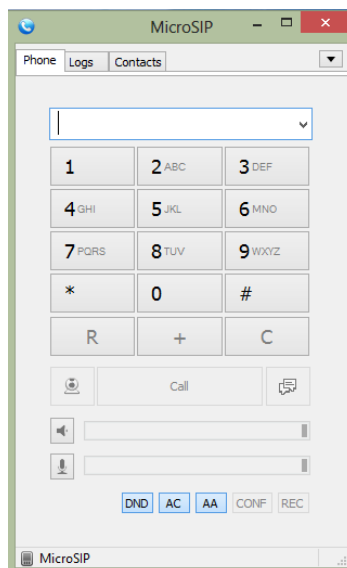 MicroSIP
Phone Logs Contacts
1 2 ABC 3 DEF
4 GHI 5 JKL 6 MNO
7 PQRS 8 TUV 9 WXYZ
* 0 #
R + C
Call
DND AC AA CONF REC
MicroSIP